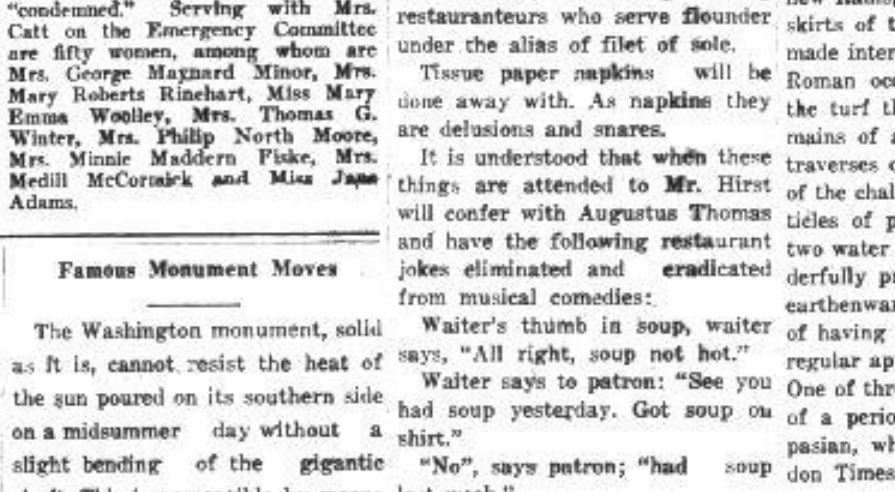 "condemned." Serving with Mrs.
Catt on the Emergency Committee
are fifty women, among whom are
Mrs. George Maynard Minor, Mrs.
Mary Roberts Rinehart, Miss Mary
Emma Woolley, Mrs. Thomas G.
Winter, Mrs. Philip North Moore,
Mrs. Minnie Maddern Fiske, Mrs.
Medill McCormick and Miss Jane
Adams.
Famous Monument Moves
The Washington monument, solid
as it is, cannot resist the heat of
the sun poured on its southern side
on a midsummer day without a
slight bending of the gigantic
restauranteurs who serve flounder
under the alias of filet of sole.
Tissue paper napkins will be
done away with. As napkins they
are delusions and snares.
It is understood that when these
things are attended to Mr. Hirst
will confer with Augustus Thomas
and have the following restaurant
jokes eliminated and eradicated
from musical comedies:
Waiter's thumb in soup, waiter
says, "All right, soup not hot."
Waiter says to patron: "See you
had soup yesterday. Got soup on
shirt."
"No", says patron; "had soup
skirts of
made inter
Roman occ
the turf
mains of
traverses
of the cha
ticles of p
two water
derfully p
earthenwa
of having
regular ap
One of thr
of a perio
pasian, wh
don Times